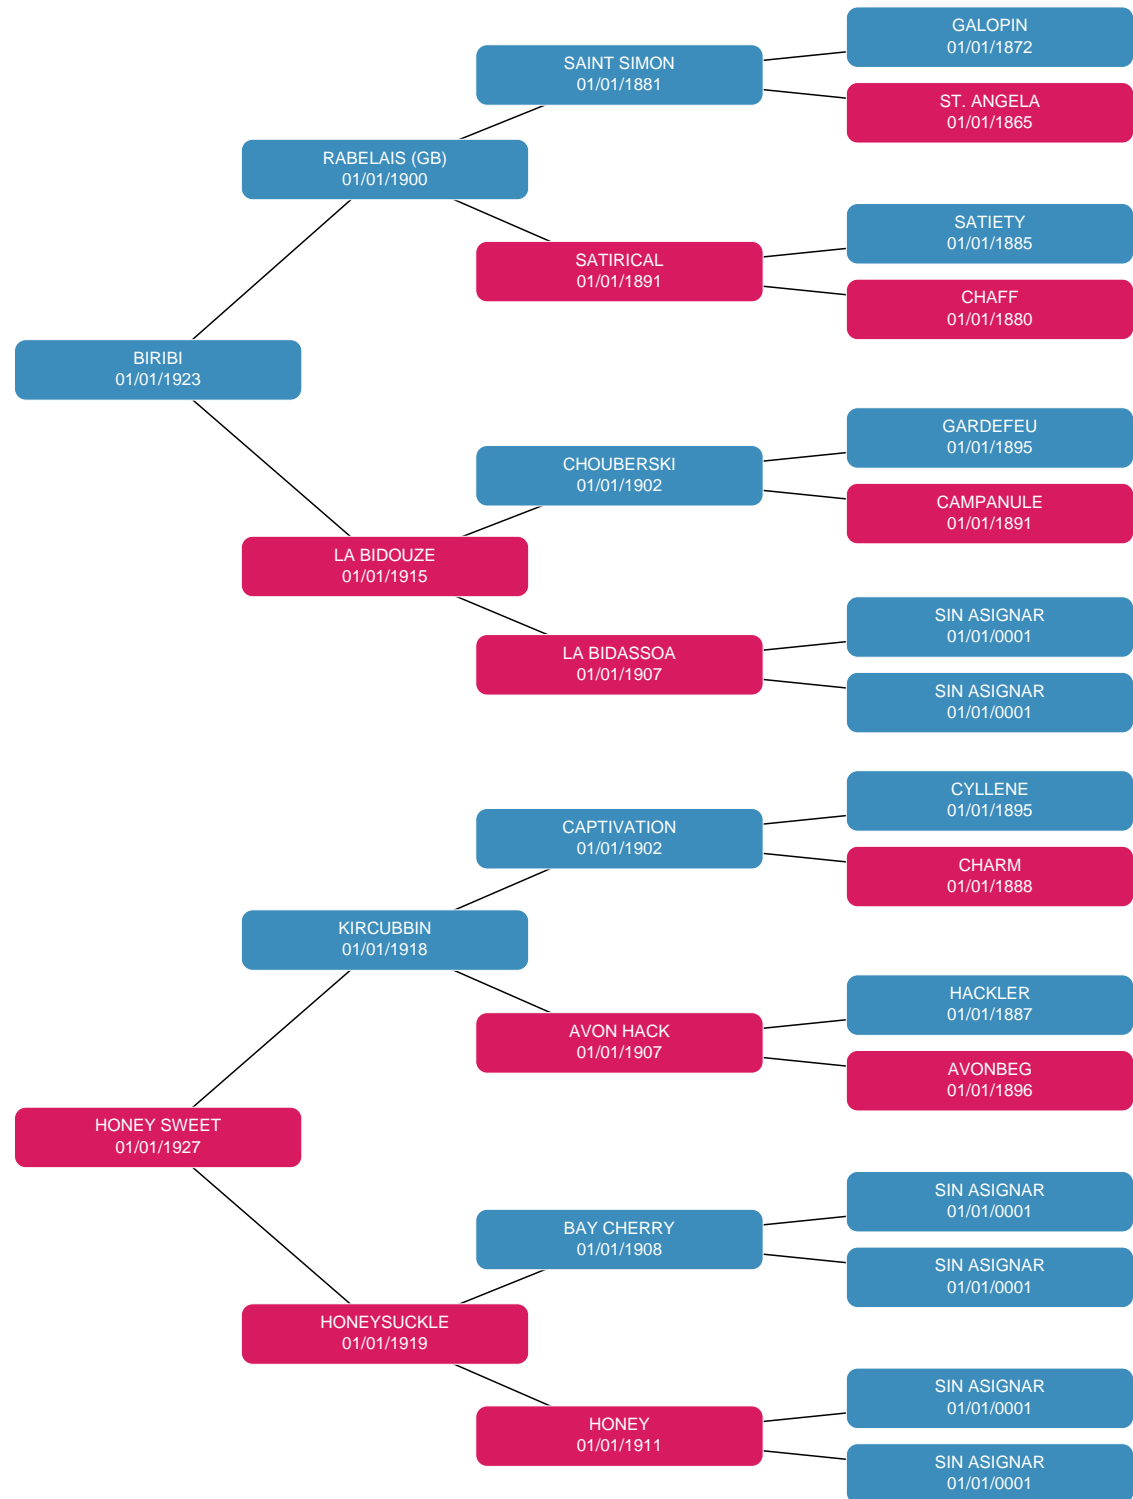 GALOPIN
01/01/1872
SAINT SIMON
01/01/1881
ST. ANGELA
01/01/1865
RABELAIS (GB)
01/01/1900
SATIETY
01/01/1885
SATIRICAL
01/01/1891
CHAFF
01/01/1880
BIRIBI
01/01/1923
GARDEFEU
01/01/1895
CHOUBERSKI
01/01/1902
CAMPANULE
01/01/1891
LA BIDOUZE
01/01/1915
SIN ASIGNAR
01/01/0001
LA BIDASSOA
01/01/1907
SIN ASIGNAR
01/01/0001
CYLLENE
01/01/1895
CAPTIVATION
01/01/1902
CHARM
01/01/1888
KIRCUBBIN
01/01/1918
HACKLER
01/01/1887
AVON HACK
01/01/1907
AVONBEG
01/01/1896
HONEY SWEET
01/01/1927
SIN ASIGNAR
01/01/0001
BAY CHERRY
01/01/1908
SIN ASIGNAR
01/01/0001
HONEYSUCKLE
01/01/1919
SIN ASIGNAR
01/01/0001
HONEY
01/01/1911
SIN ASIGNAR
01/01/0001